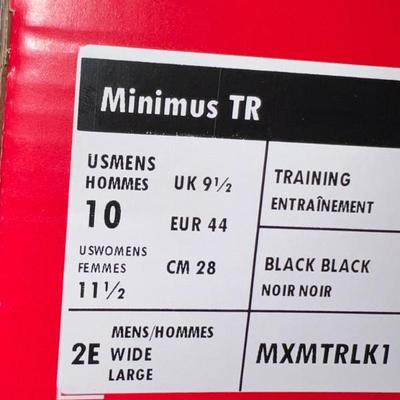 Minimus TR
USMENS
HOMMES
10
UK 9½
EUR 44
CM 28
USWOMENS
FEMMES
11½
TRAINING
ENTRAÎNEMENT
BLACK BLACK
NOIR NOIR
2E
MENS/HOMMES
WIDE
LARGE
MXMTRLK1